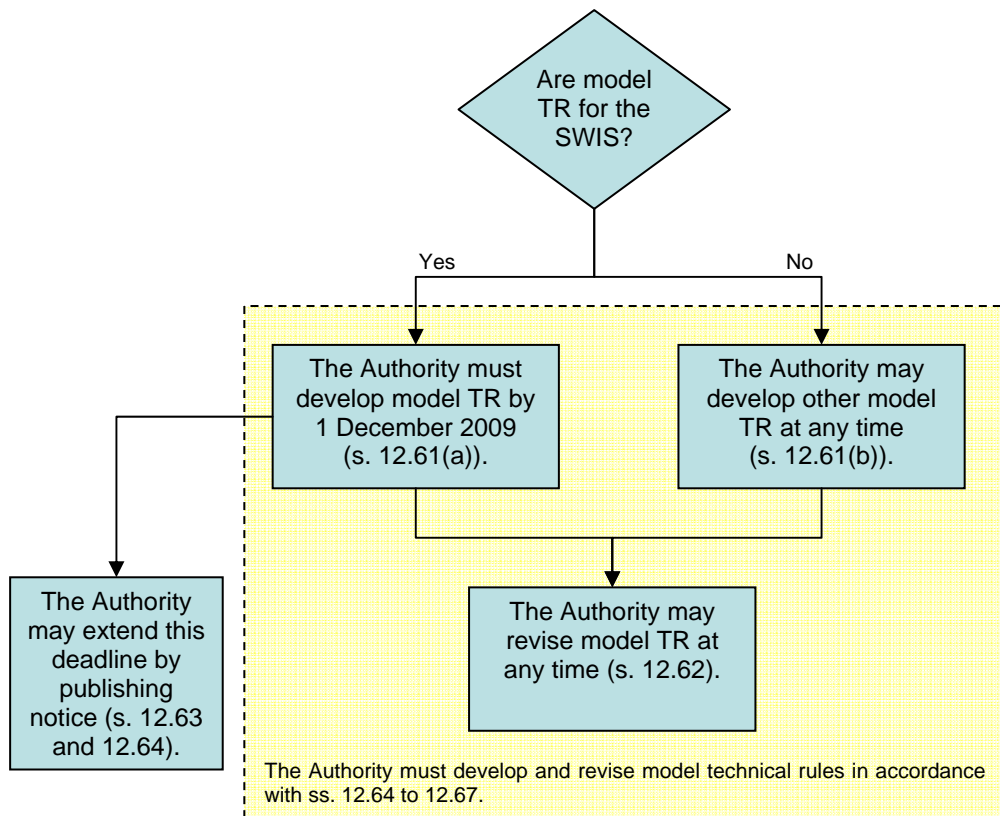 Are model
TR for the
SWIS?
Yes
No
The Authority must
develop model TR by
1 December 2009
(s. 12.61(a)).
The Authority may
develop other model
TR at any time
(s. 12.61(b)).
The Authority
may extend this
deadline by
publishing
notice (s. 12.63
and 12.64).
The Authority may
revise model TR at
any time (s. 12.62).
The Authority must develop and revise model technical rules in accordance
with ss. 12.64 to 12.67.